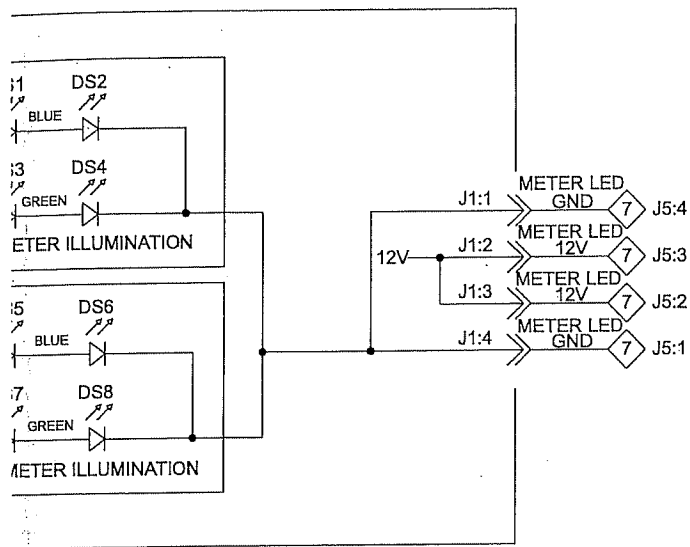 DS2
BLUE
DS4
GREEN
METER ILLUMINATION
DS6
BLUE
DS8
GREEN
METER ILLUMINATION
12V
J1:1
METER LED
GND
7
J5:4
J1:2
METER LED
12V
7
J5:3
J1:3
METER LED
12V
7
J5:2
J1:4
METER LED
GND
7
J5:1